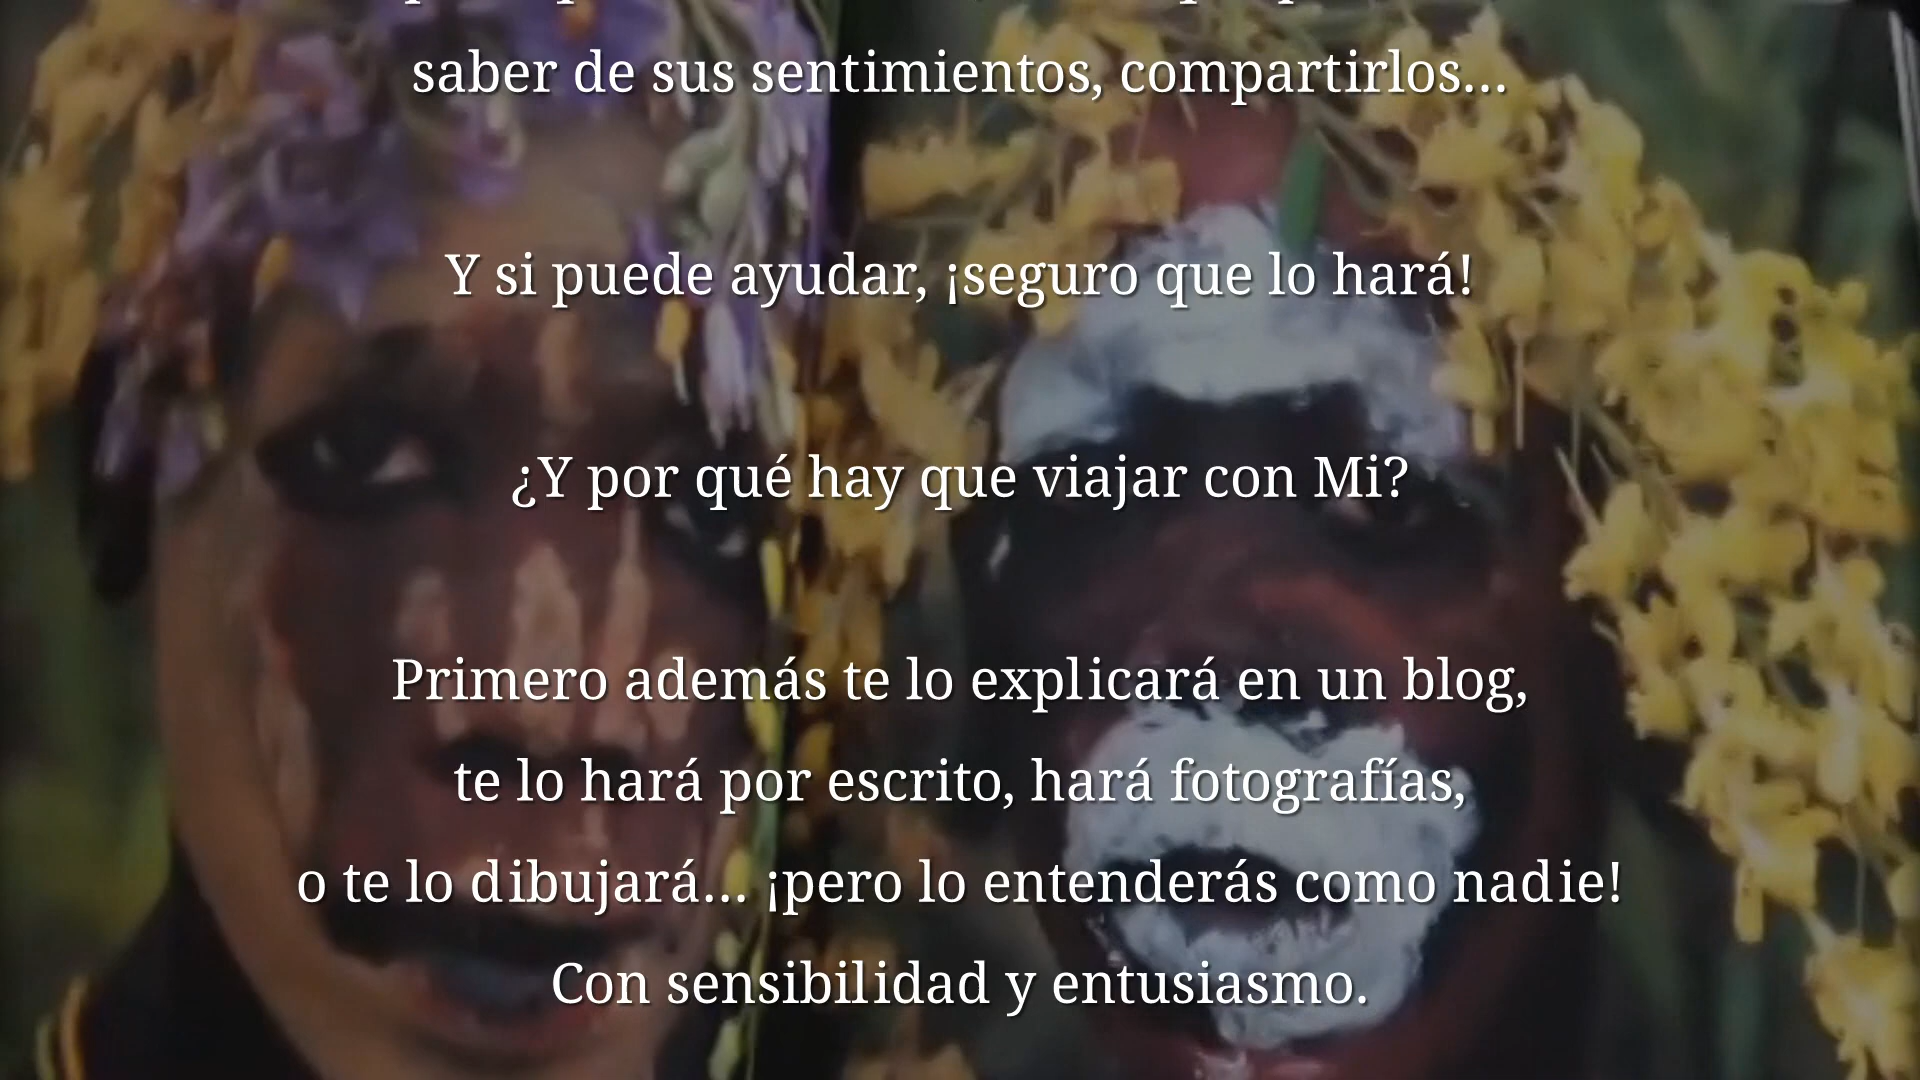 saber de sus sentimientos, compartirlos...
Y si puede ayudar, ¡seguro que lo hará!
¿Y por qué hay que viajar con Mi?
Primero además te lo explicará en un blog,
te lo hará por escrito, hará fotografías,
o te lo dibujará... ¡pero lo entenderás como nadie!
Con sensibilidad y entusiasmo.